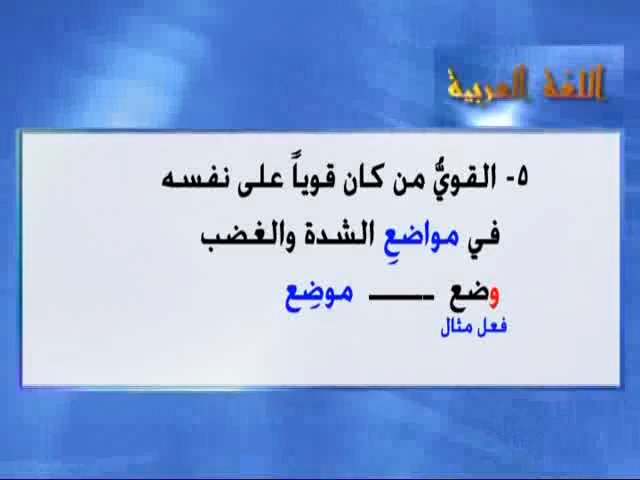 اللغة العربية
٥- القويُّ من كان قوياً على نفسه
في مواضعِ الشدة والغضب
وضع ـــــ موضِع
فعل مثال